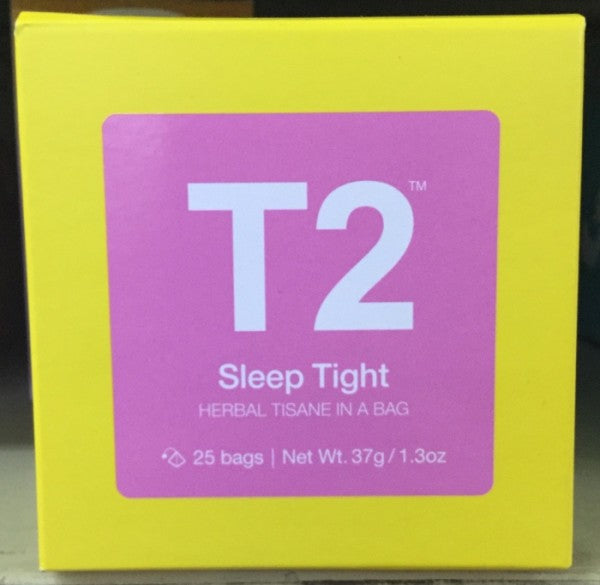 T2™
Sleep Tight
HERBAL TISANE IN A BAG
25 bags | Net Wt. 37g/1.3oz